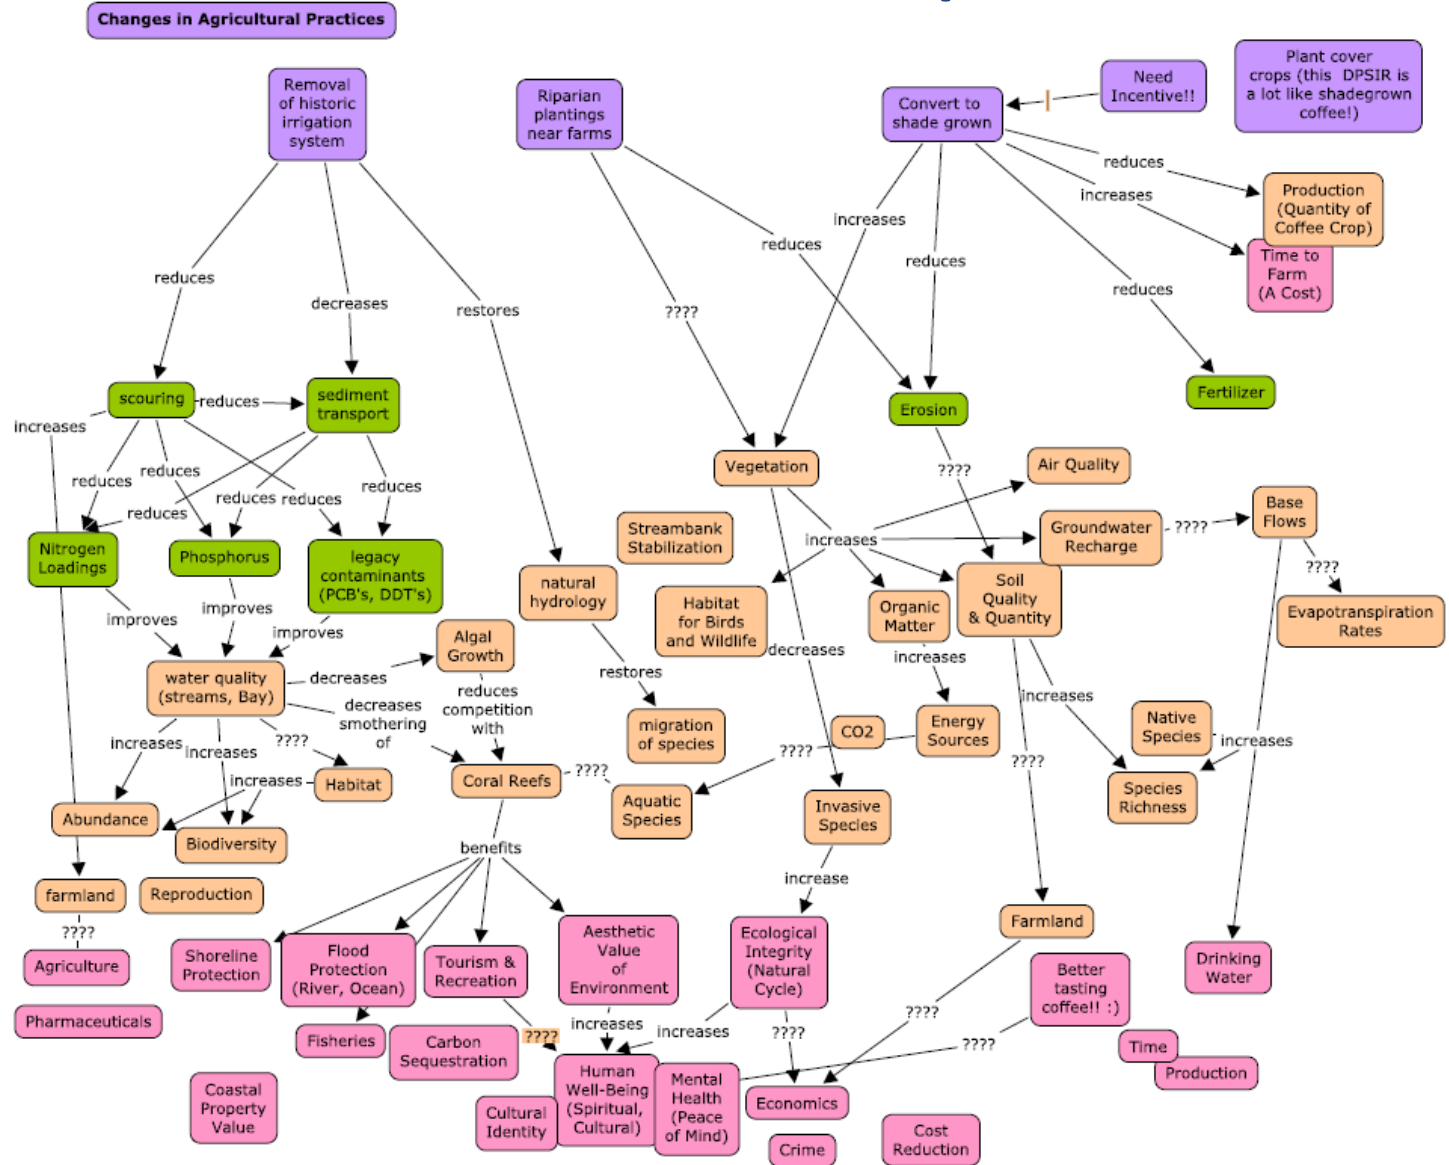 Changes in Agricultural Practices
Removal
of historic
irrigation
system
Riparian
plantings
near farms
Convert to
shade grown
Need
Incentive!!
Plant cover
crops (this DPSIR is
a lot like shadegrown
coffee!)
reduces
increases
Production
(Quantity of
Coffee Crop)
Time to
Farm
(A Cost)
increases
reduces
reduces
reduces
reduces
decreases
restores
????
scouring
reduces
sediment
transport
Erosion
Fertilizer
increases
reduces
reduces
reduces
reduces
reduces
reduces
Vegetation
????
Air Quality
Nitrogen
Loadings
Phosphorus
legacy
contaminants
(PCB's, DDT's)
natural
hydrology
Streambank
Stabilization
increases
Groundwater
Recharge
????
Base
Flows
????
Evapotranspiration
Rates
Habitat
for Birds
and Wildlife
Organic
Matter
Soil
Quality
& Quantity
improves
improves
improves
Algal
Growth
decreases
increases
water quality
(streams, Bay)
decreases
decreases
smothering
of
reduces
competition
with
restores
migration
of species
CO2
Energy
Sources
????
increases
Native
Species
increases
increases
increases
????
increases
Habitat
Coral Reefs
????
Aquatic
Species
Invasive
Species
????
Species
Richness
Abundance
Biodiversity
benefits
increase
farmland
Reproduction
????
Agriculture
Pharmaceuticals
Shoreline
Protection
Flood
Protection
(River, Ocean)
Tourism &
Recreation
Aesthetic
Value
of
Environment
Ecological
Integrity
(Natural
Cycle)
Farmland
Better
tasting
coffee!! :)
Drinking
Water
Fisheries
Carbon
Sequestration
????
increases
increases
????
????
????
Time
Production
Coastal
Property
Value
Cultural
Identity
Human
Well-Being
(Spiritual,
Cultural)
Mental
Health
(Peace
of Mind)
Economics
Crime
Cost
Reduction